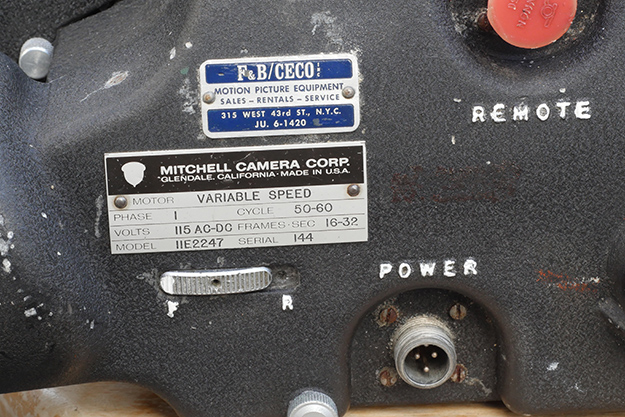 F&B/CECO INC
MOTION PICTURE EQUIPMENT
SALES – RENTALS – SERVICE
315 WEST 43rd ST., N.Y.C.
JU. 6-1420
REMOTE
MITCHELL CAMERA CORP.
GLENDALE, CALIFORNIA · MADE IN U.S.A.
MOTOR VARIABLE SPEED
PHASE 1 CYCLE 50-60
VOLTS 115 AC-DC FRAMES·SEC 16-32
MODEL 11E2247 SERIAL 144
POWER
F R